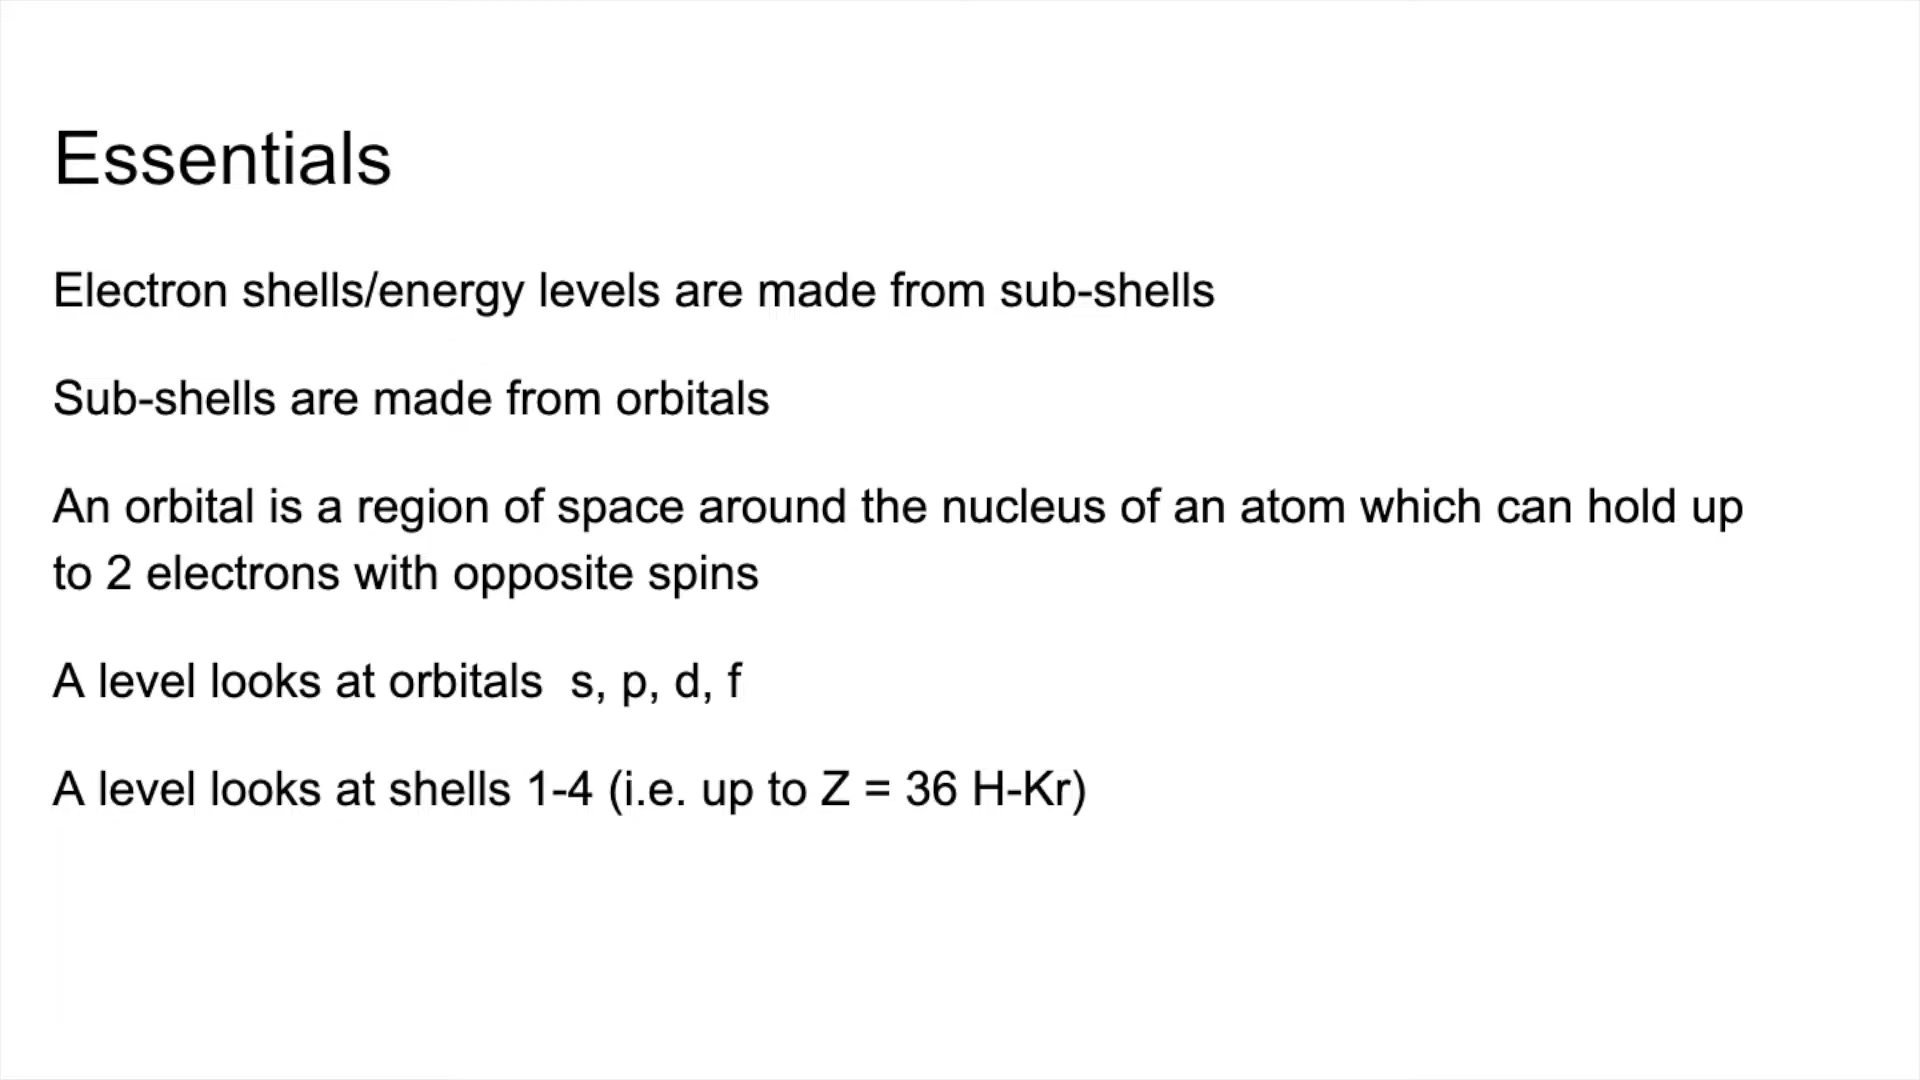 Essentials
Electron shells/energy levels are made from sub-shells
Sub-shells are made from orbitals
An orbital is a region of space around the nucleus of an atom which can hold up
to 2 electrons with opposite spins
A level looks at orbitals  s, p, d, f
A level looks at shells 1-4 (i.e. up to Z = 36 H-Kr)